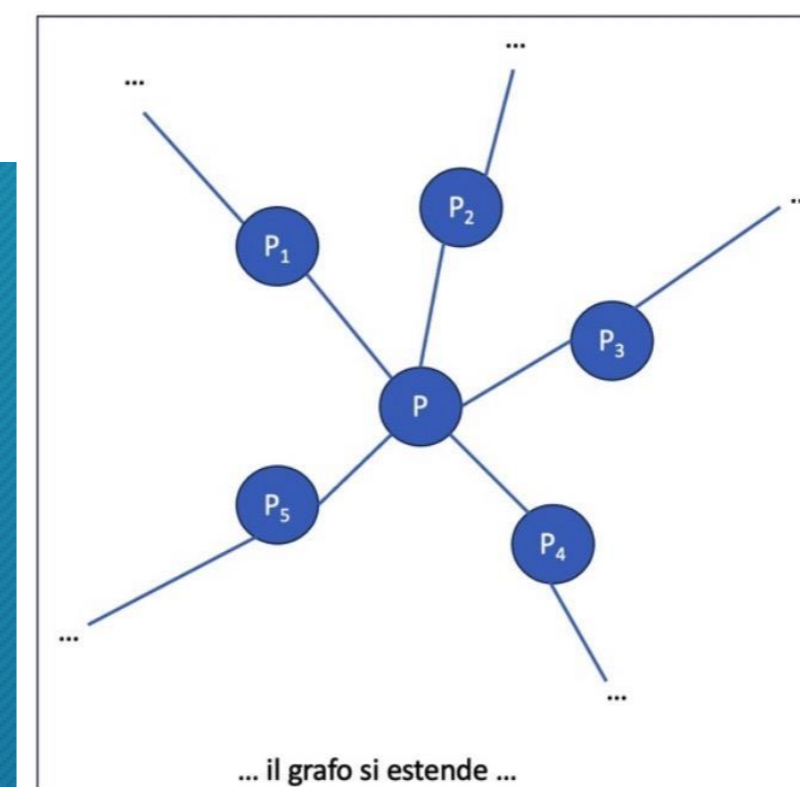 ...
...
...
P₂
P₁
P₃
P
P₅
P₄
...
...
... il grafo si estende ...